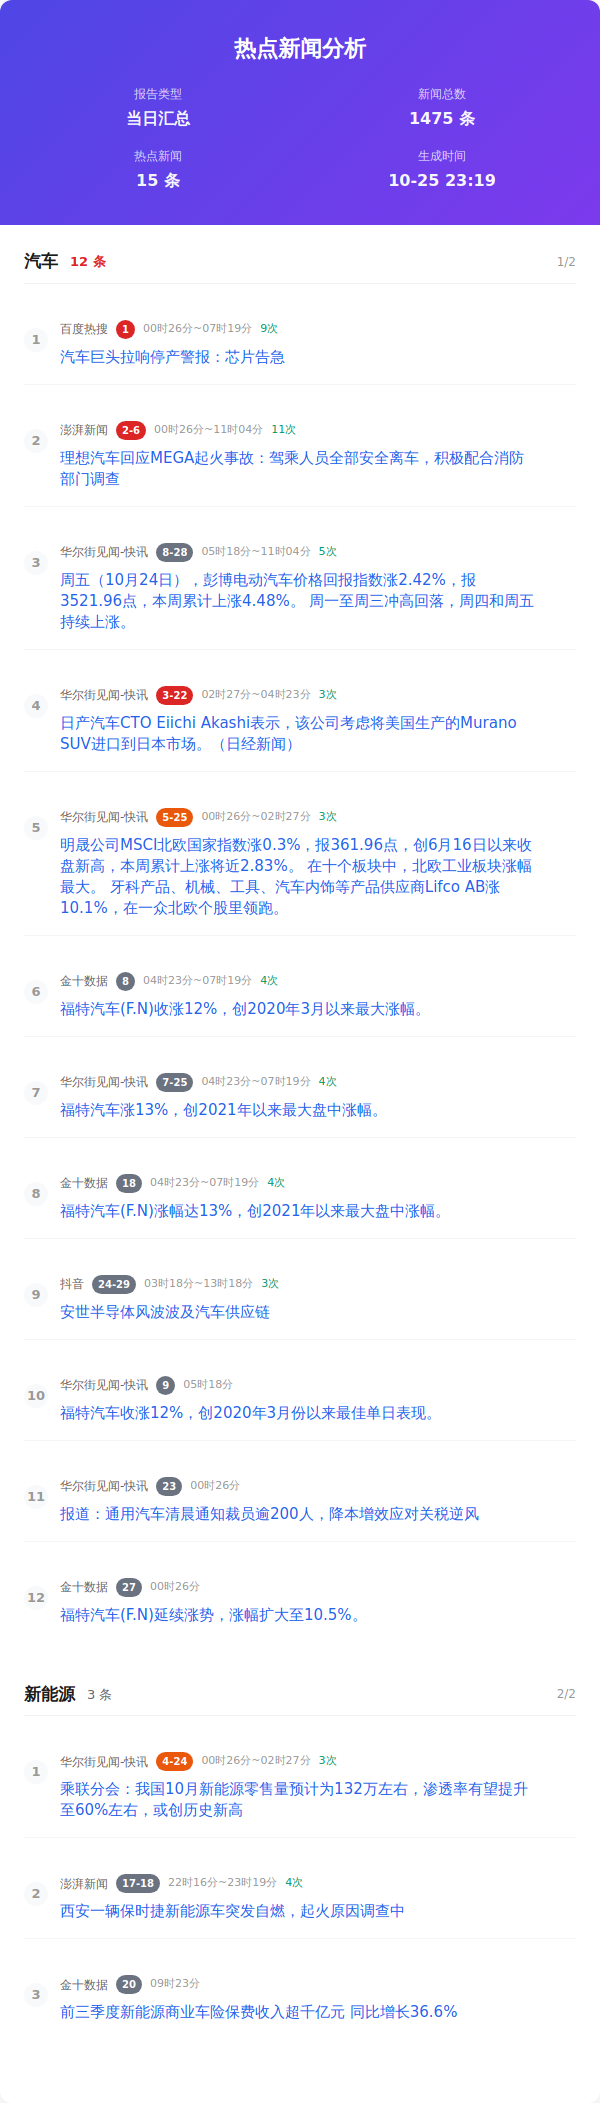 热点新闻分析
报告类型
新闻总数
当日汇总
1475 条
热点新闻
生成时间
15 条
10-25 23:19
汽车 12 条 1/2
1
百度热搜 1 00时26分~07时19分 9次
汽车巨头拉响停产警报：芯片告急
2
澎湃新闻 2-6 00时26分~11时04分 11次
理想汽车回应MEGA起火事故：驾乘人员全部安全离车，积极配合消防
部门调查
3
华尔街见闻-快讯 8-28 05时18分~11时04分 5次
周五（10月24日），彭博电动汽车价格回报指数涨2.42%，报
3521.96点，本周累计上涨4.48%。 周一至周三冲高回落，周四和周五
持续上涨。
4
华尔街见闻-快讯 3-22 02时27分~04时23分 3次
日产汽车CTO Eiichi Akashi表示，该公司考虑将美国生产的Murano
SUV进口到日本市场。（日经新闻）
5
华尔街见闻-快讯 5-25 00时26分~02时27分 3次
明晟公司MSCI北欧国家指数涨0.3%，报361.96点，创6月16日以来收
盘新高，本周累计上涨将近2.83%。 在十个板块中，北欧工业板块涨幅
最大。 牙科产品、机械、工具、汽车内饰等产品供应商Lifco AB涨
10.1%，在一众北欧个股里领跑。
6
金十数据 8 04时23分~07时19分 4次
福特汽车(F.N)收涨12%，创2020年3月以来最大涨幅。
7
华尔街见闻-快讯 7-25 04时23分~07时19分 4次
福特汽车涨13%，创2021年以来最大盘中涨幅。
8
金十数据 18 04时23分~07时19分 4次
福特汽车(F.N)涨幅达13%，创2021年以来最大盘中涨幅。
9
抖音 24-29 03时18分~13时18分 3次
安世半导体风波波及汽车供应链
10
华尔街见闻-快讯 9 05时18分
福特汽车收涨12%，创2020年3月份以来最佳单日表现。
11
华尔街见闻-快讯 23 00时26分
报道：通用汽车清晨通知裁员逾200人，降本增效应对关税逆风
12
金十数据 27 00时26分
福特汽车(F.N)延续涨势，涨幅扩大至10.5%。
新能源 3 条 2/2
1
华尔街见闻-快讯 4-24 00时26分~02时27分 3次
乘联分会：我国10月新能源零售量预计为132万左右，渗透率有望提升
至60%左右，或创历史新高
2
澎湃新闻 17-18 22时16分~23时19分 4次
西安一辆保时捷新能源车突发自燃，起火原因调查中
3
金十数据 20 09时23分
前三季度新能源商业车险保费收入超千亿元 同比增长36.6%